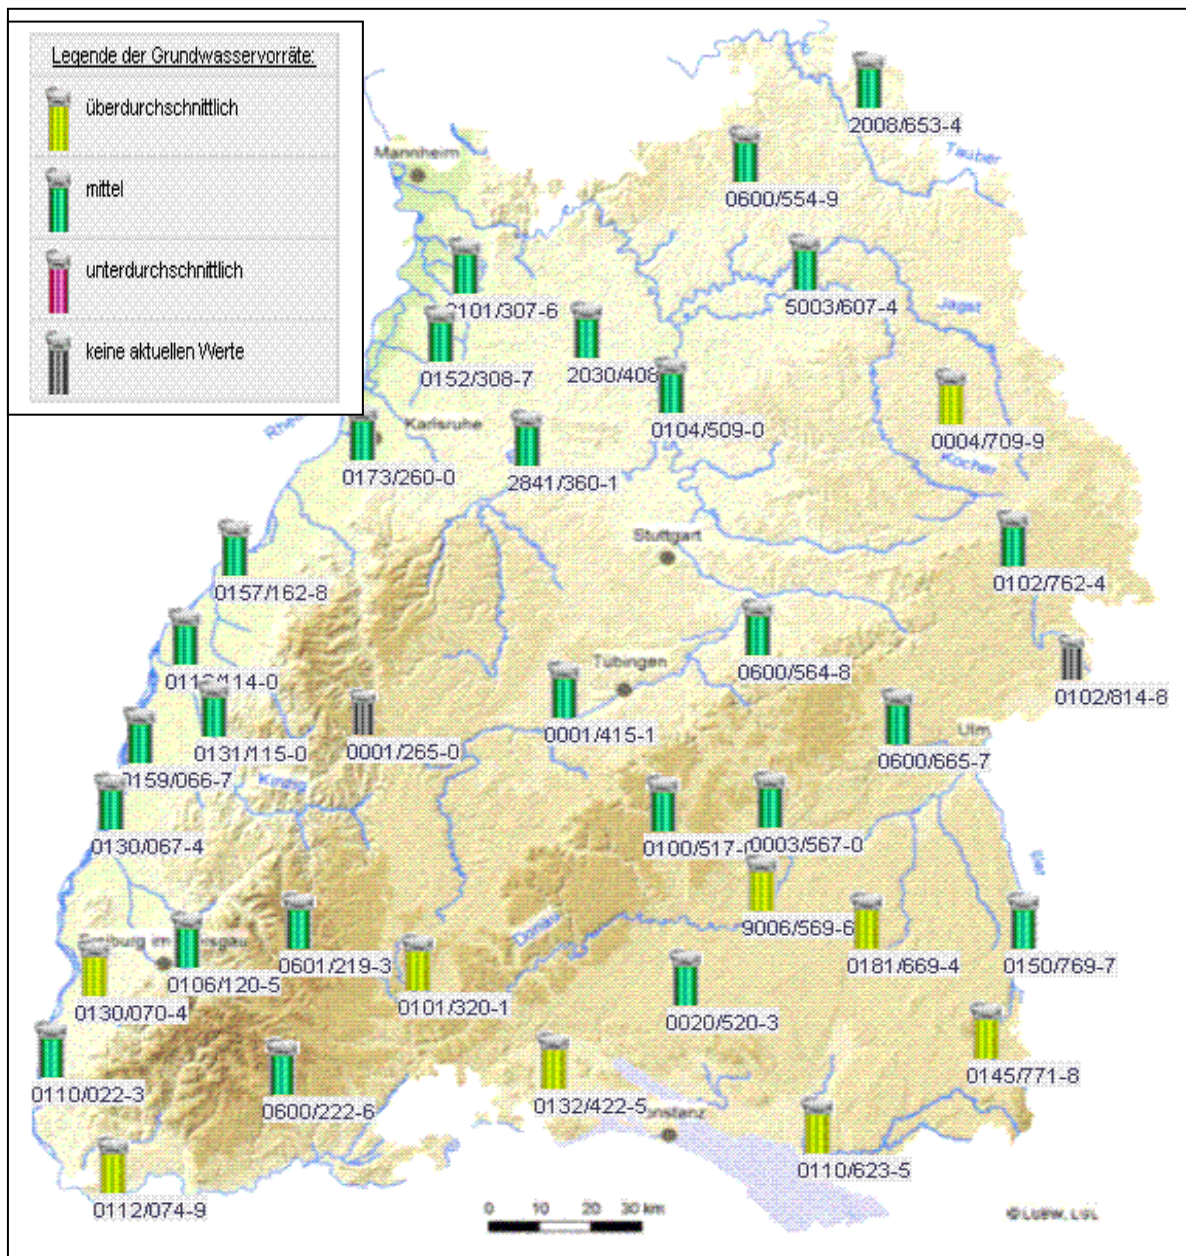 Legende der Grundwasservorräte:
überdurchschnittlich
mittel
unterdurchschnittlich
keine aktuellen Werte
2008/653-4
Mannheim
Tauber
0600/554-9
5003/607-4
Jagst
0152/308-7
0104/509-0
0004/709-9
Karlsruhe
Kocher
0173/260-0
2841/360-1
Stuttgart
0102/762-4
0157/162-8
0600/564-8
Tübingen
0102/814-8
0001/415-1
0131/115-0
0001/265-0
Ulm
0600/665-7
Kinzig
0130/067-4
0003/567-0
9006/569-6
Donau
0601/219-3
0181/669-4
0150/769-7
0106/120-5
0101/320-1
0130/070-4
0020/520-3
0145/771-8
0110/022-3
0600/222-6
0132/422-5
0110/623-5
0112/074-9
0 10 20 30 km
© LUBW, LGL